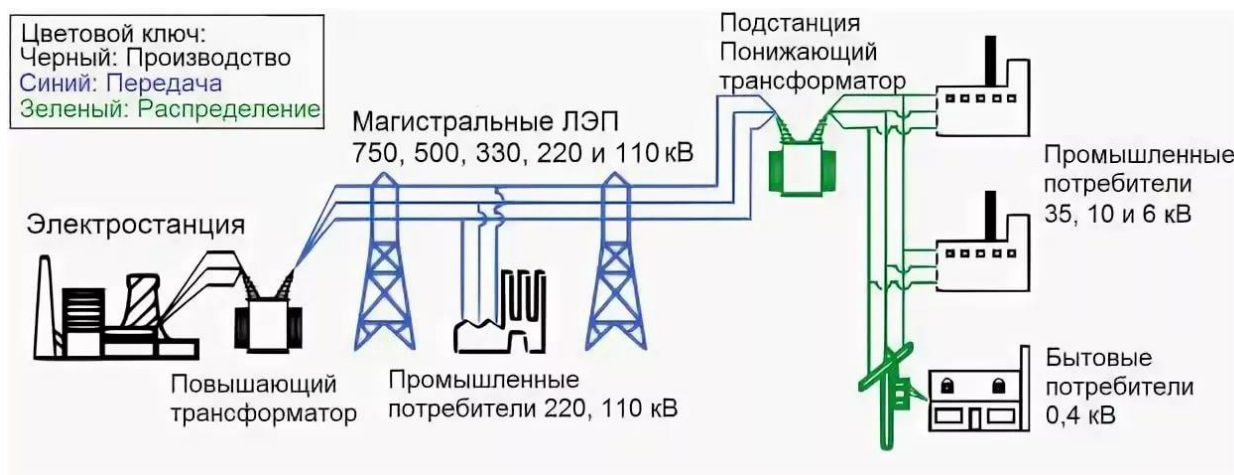 Цветовой ключ:
Черный: Производство
Синий: Передача
Зеленый: Распределение
Электростанция
Повышающий
трансформатор
Магистральные ЛЭП
750, 500, 330, 220 и 110 кВ
Промышленные
потребители 220, 110 кВ
Подстанция
Понижающий
трансформатор
Промышленные
потребители
35, 10 и 6 кВ
Бытовые
потребители
0,4 кВ